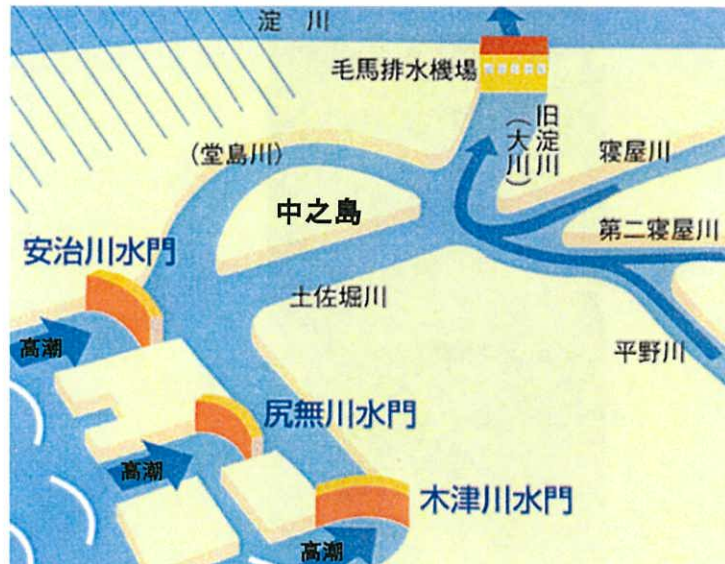 淀川
毛馬排水機場
旧淀川
(大川)
寝屋川
(堂島川)
中之島
第二寝屋川
安治川水門
土佐堀川
高潮
平野川
尻無川水門
高潮
木津川水門
高潮